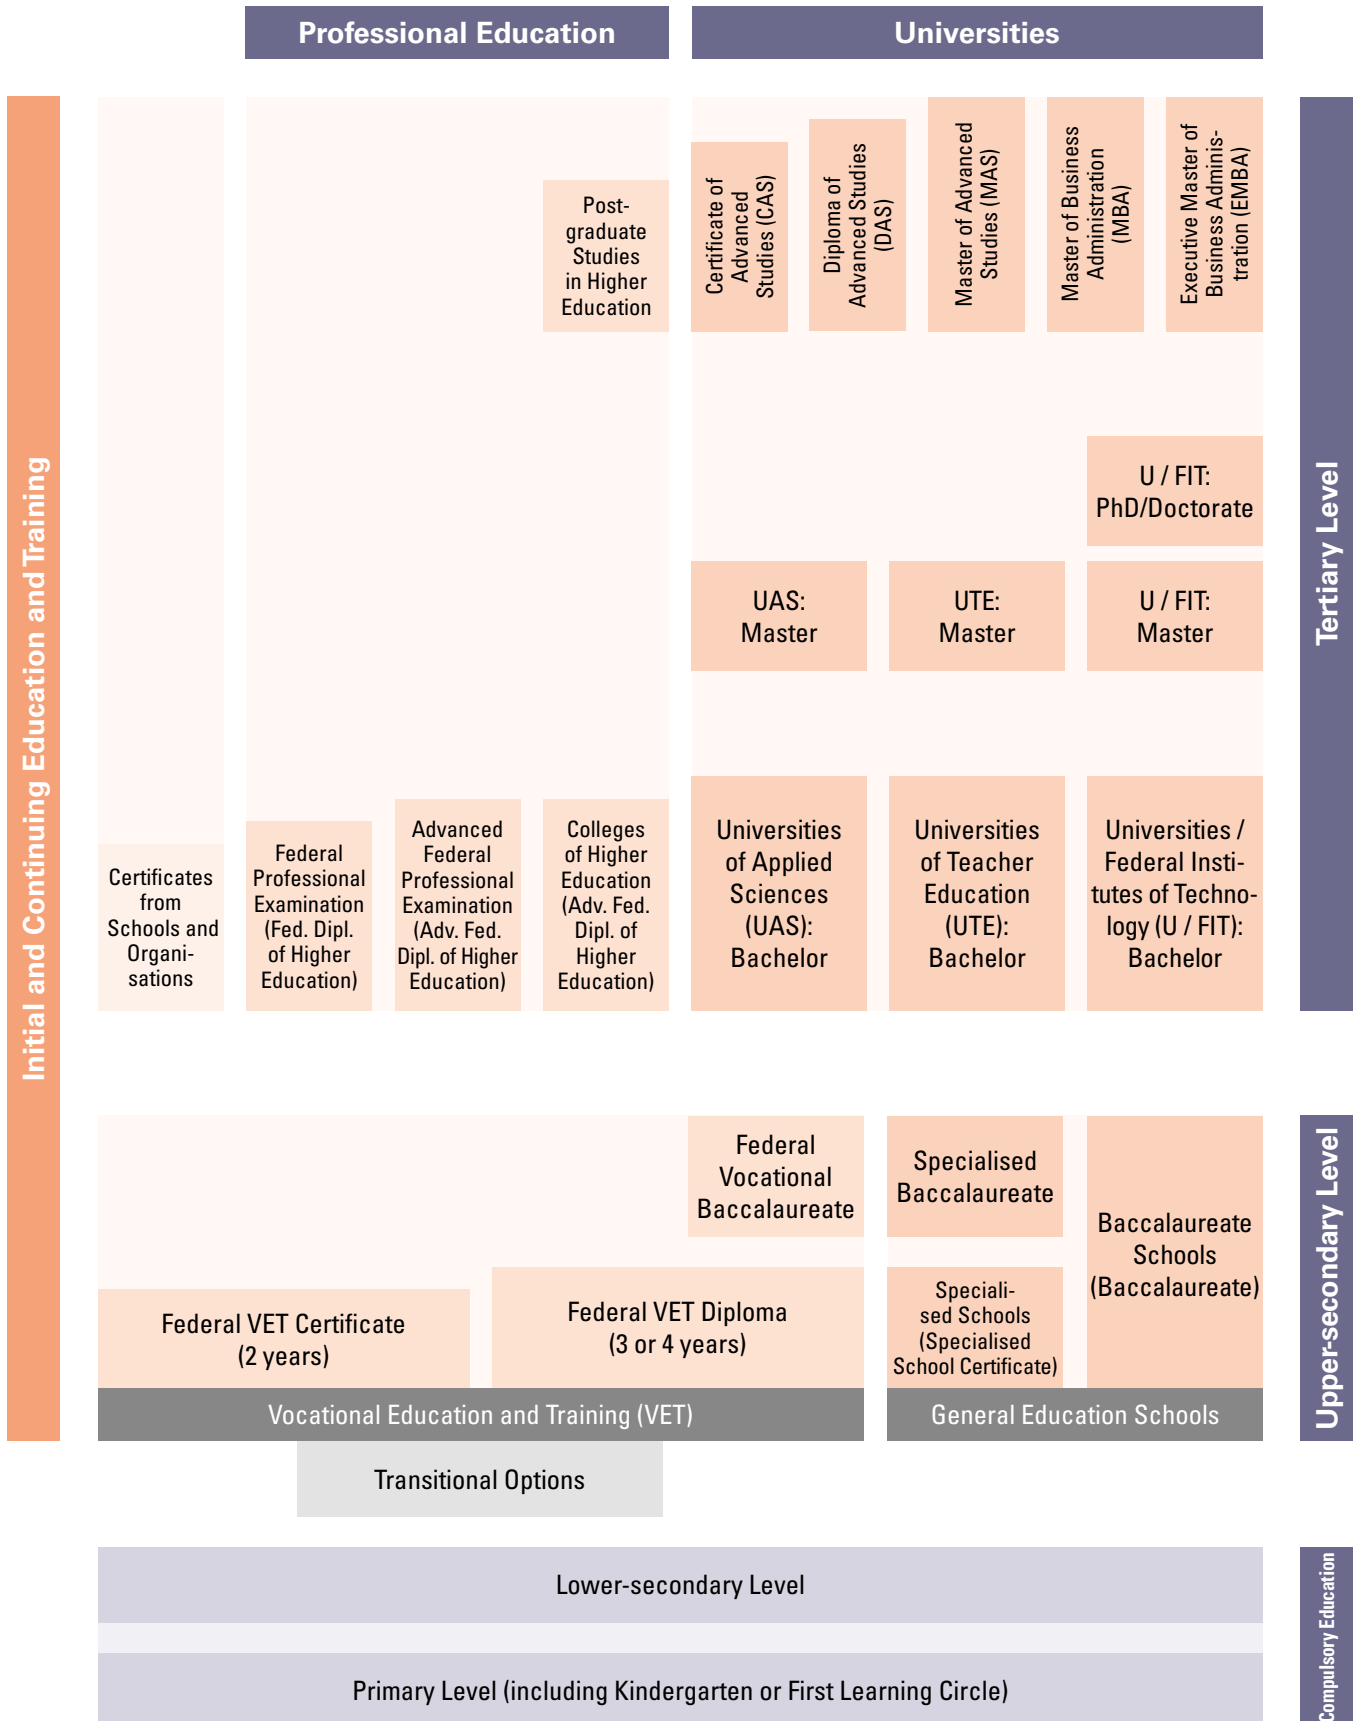 Professional Education
Universities
Initial and Continuing Education and Training
Tertiary Level
Post-
graduate
Studies
in Higher
Education
Certificate of
Advanced
Studies (CAS)
Diploma of
Advanced Studies
(DAS)
Master of Advanced
Studies (MAS)
Master of Business
Administration
(MBA)
Executive Master of
Business Adminis-
tration (EMBA)
U / FIT:
PhD/Doctorate
UAS:
Master
UTE:
Master
U / FIT:
Master
Certificates
from
Schools and
Organi-
sations
Federal
Professional
Examination
(Fed. Dipl.
of Higher
Education)
Advanced
Federal
Professional
Examination
(Adv. Fed.
Dipl. of Higher
Education)
Colleges
of Higher
Education
(Adv. Fed.
Dipl. of
Higher
Education)
Universities
of Applied
Sciences
(UAS):
Bachelor
Universities
of Teacher
Education
(UTE):
Bachelor
Universities /
Federal Insti-
tutes of Techno-
logy (U / FIT):
Bachelor
Upper-secondary Level
Federal
Vocational
Baccalaureate
Specialised
Baccalaureate
Baccalaureate
Schools
(Baccalaureate)
Federal VET Certificate
(2 years)
Federal VET Diploma
(3 or 4 years)
Speciali-
sed Schools
(Specialised
School Certificate)
Vocational Education and Training (VET)
General Education Schools
Transitional Options
Compulsory Education
Lower-secondary Level
Primary Level (including Kindergarten or First Learning Circle)